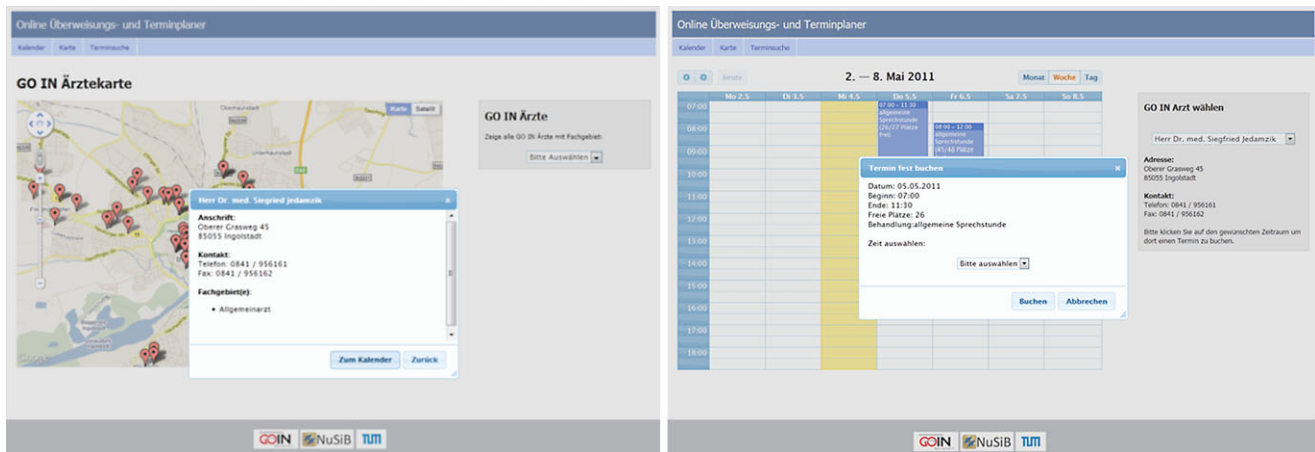 Online Überweisungs- und Terminplaner
Kalender Karte Terminsuche
GO IN Ärztekarte
Karte Satellit
GO IN Ärzte
Zeige alle GO IN Ärzte mit Fachgebiet:
Bitte Auswählen
Oberhaunstadt
Unterhaunstadt
Herr Dr. med. Siegried Jedamzik
Anschrift:
Oberer Grasweg 45
85055 Ingolstadt
Kontakt:
Telefon: 0841 / 956161
Fax: 0841 / 956162
Fachgebiet(e):
Allgemeinarzt
Zum Kalender Zurück
GOIN NuSiB TUM
Online Überweisungs- und Terminplaner
Kalender Karte Terminsuche
heute
2. — 8. Mai 2011
Monat Woche Tag
Mo 2.5 Di 3.5 Mi 4.5 Do 5.5 Fr 6.5 Sa 7.5 So 8.5
07:00
08:00
09:00
10:00
11:00
12:00
13:00
14:00
15:00
16:00
17:00
18:00
07:00 - 11:30
allgemeine
Sprechstunde
(26/27 Plätze
frei)
08:00 - 12:00
allgemeine
Sprechstunde
(45/48 Plätze
Termin fest buchen
Datum: 05.05.2011
Beginn: 07:00
Ende: 11:30
Freie Plätze: 26
Behandlung:allgemeine Sprechstunde
Zeit auswählen:
Bitte auswählen
Buchen Abbrechen
GO IN Arzt wählen
Herr Dr. med. Siegfried Jedamzik
Adresse:
Oberer Grasweg 45
85055 Ingolstadt
Kontakt:
Telefon: 0841 / 956161
Fax: 0841 / 956162
Bitte klicken Sie auf den gewünschten Zeitraum um
dort einen Termin zu buchen.
GOIN NuSiB TUM